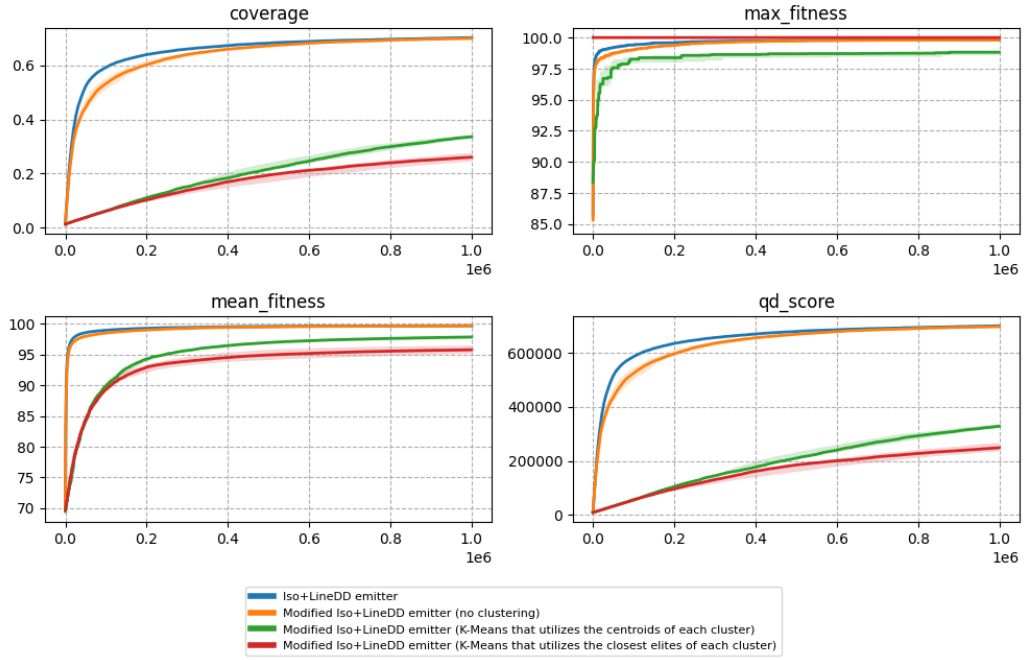 coverage
0.6
0.4
0.2
0.0
0.0 0.2 0.4 0.6 0.8 1.0
1e6
max_fitness
100.0
97.5
95.0
92.5
90.0
87.5
85.0
0.0 0.2 0.4 0.6 0.8 1.0
1e6
mean_fitness
100
95
90
85
80
75
70
0.0 0.2 0.4 0.6 0.8 1.0
1e6
qd_score
600000
400000
200000
0
0.0 0.2 0.4 0.6 0.8 1.0
1e6
Iso+LineDD emitter
Modified Iso+LineDD emitter (no clustering)
Modified Iso+LineDD emitter (K-Means that utilizes the centroids of each cluster)
Modified Iso+LineDD emitter (K-Means that utilizes the closest elites of each cluster)